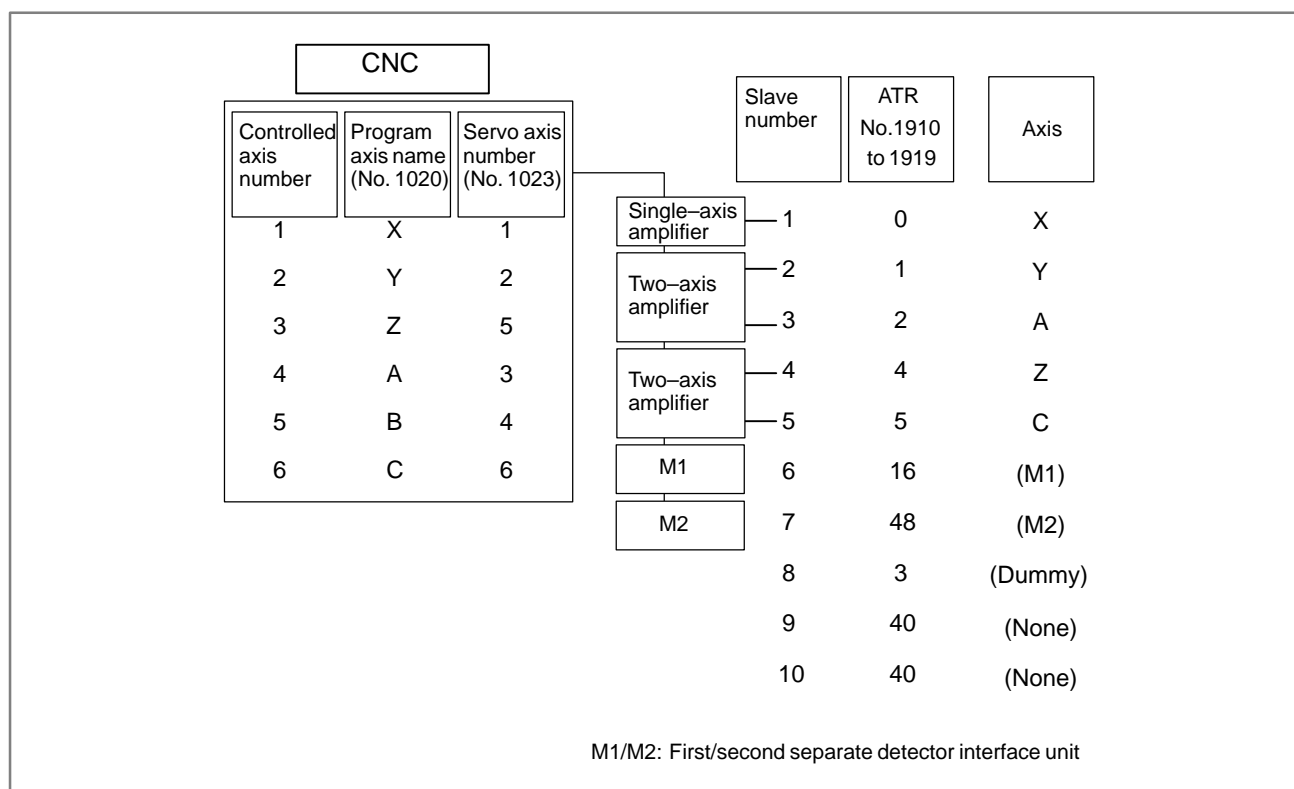 CNC
Controlled
axis
number
Program
axis name
(No. 1020)
Servo axis
number
(No. 1023)
1 X 1
2 Y 2
3 Z 5
4 A 3
5 B 4
6 C 6
Single–axis
amplifier
Two–axis
amplifier
Two–axis
amplifier
M1
M2
Slave
number
ATR
No.1910
to 1919
Axis
1 0 X
2 1 Y
3 2 A
4 4 Z
5 5 C
6 16 (M1)
7 48 (M2)
8 3 (Dummy)
9 40 (None)
10 40 (None)
M1/M2: First/second separate detector interface unit